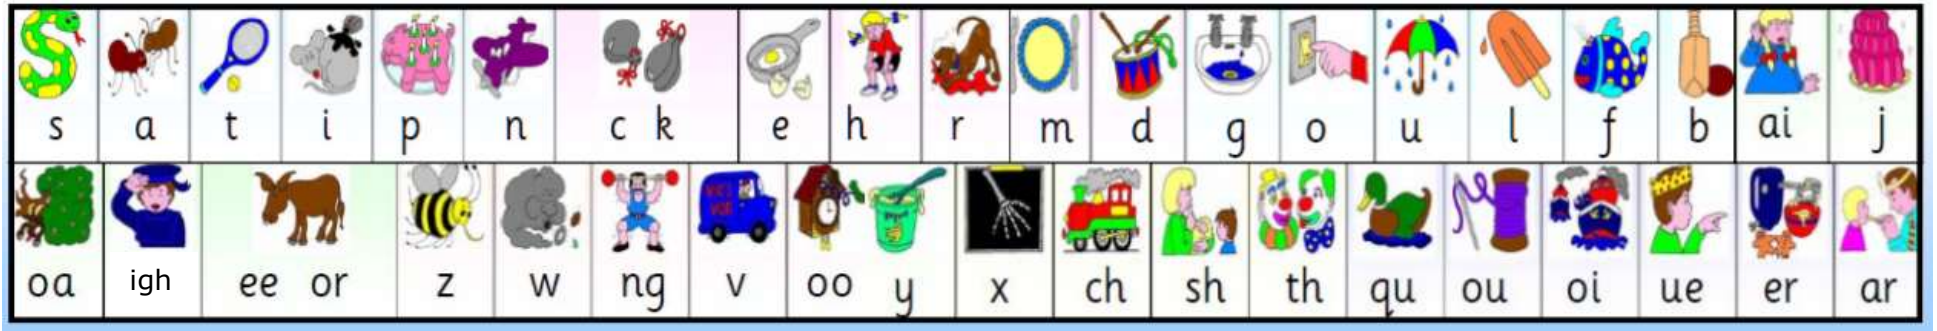 s a t i p n c k e h r m d g o u l f b ai j
oa igh ee or z w ng v oo y x ch sh th qu ou oi ue er ar